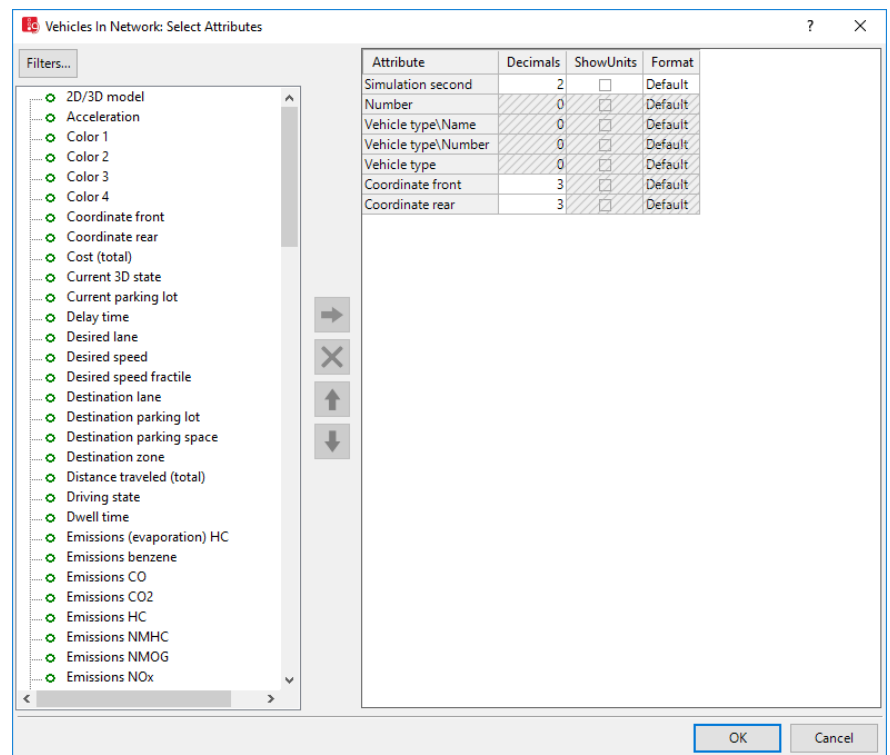 Vehicles In Network: Select Attributes
Filters...
2D/3D model
Acceleration
Color 1
Color 2
Color 3
Color 4
Coordinate front
Coordinate rear
Cost (total)
Current 3D state
Current parking lot
Delay time
Desired lane
Desired speed
Desired speed fractile
Destination lane
Destination parking lot
Destination parking space
Destination zone
Distance traveled (total)
Driving state
Dwell time
Emissions (evaporation) HC
Emissions benzene
Emissions CO
Emissions CO2
Emissions HC
Emissions NMHC
Emissions NMOG
Emissions NOx
Attribute Decimals ShowUnits Format
Simulation second 2 Default
Number 0 Default
Vehicle type\Name 0 Default
Vehicle type\Number 0 Default
Vehicle type 0 Default
Coordinate front 3 Default
Coordinate rear 3 Default
OK Cancel